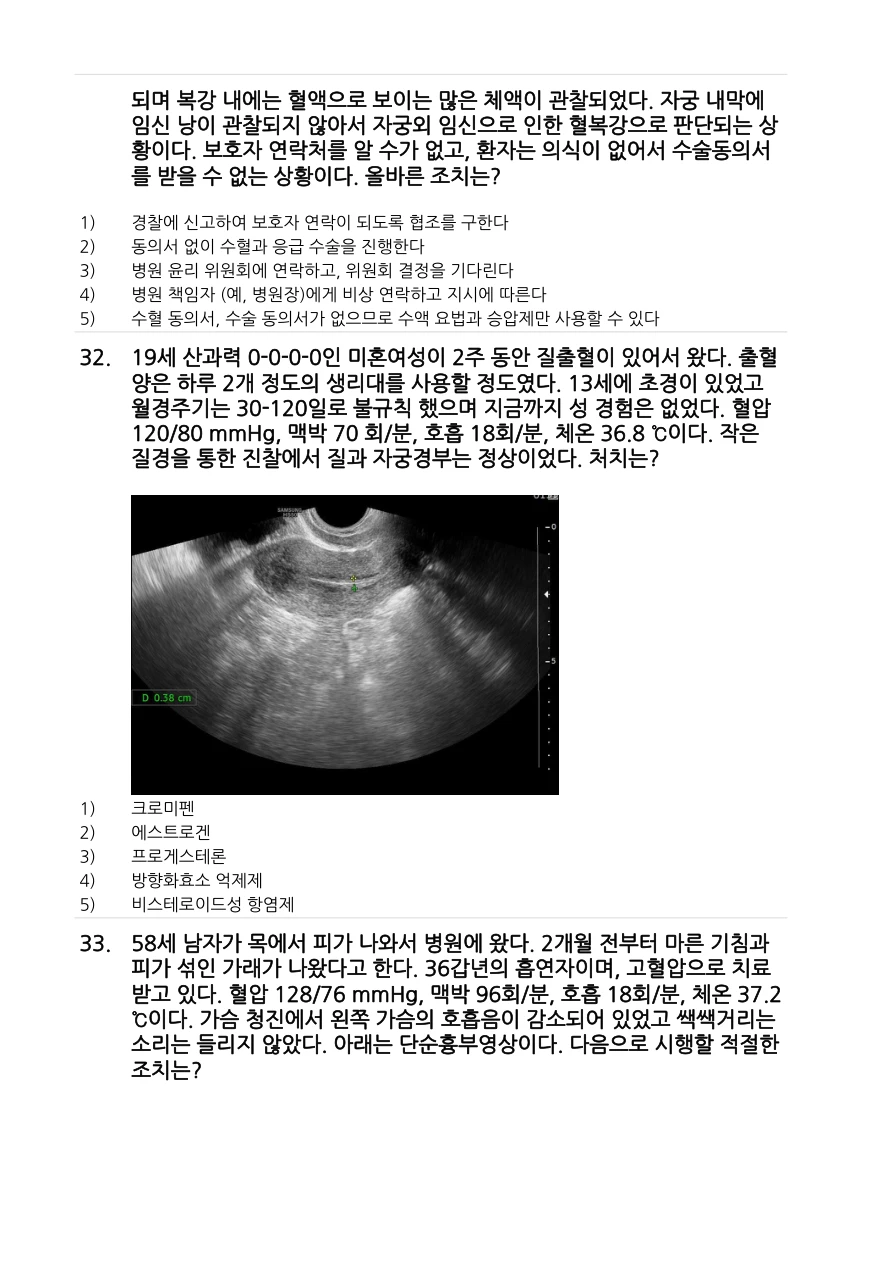 되며 복강 내에는 혈액으로 보이는 많은 체액이 관찰되었다. 자궁 내막에
임신 낭이 관찰되지 않아서 자궁외 임신으로 인한 혈복강으로 판단되는 상
황이다. 보호자 연락처를 알 수가 없고, 환자는 의식이 없어서 수술동의서
를 받을 수 없는 상황이다. 올바른 조치는?
1) 경찰에 신고하여 보호자 연락이 되도록 협조를 구한다
2) 동의서 없이 수혈과 응급 수술을 진행한다
3) 병원 윤리 위원회에 연락하고, 위원회 결정을 기다린다
4) 병원 책임자 (예, 병원장)에게 비상 연락하고 지시에 따른다
5) 수혈 동의서, 수술 동의서가 없으므로 수액 요법과 승압제만 사용할 수 있다
32. 19세 산과력 0-0-0-0인 미혼여성이 2주 동안 질출혈이 있어서 왔다. 출혈
양은 하루 2개 정도의 생리대를 사용할 정도였다. 13세에 초경이 있었고
월경주기는 30-120일로 불규칙 했으며 지금까지 성 경험은 없었다. 혈압
120/80 mmHg, 맥박 70 회/분, 호흡 18회/분, 체온 36.8 ℃이다. 작은
질경을 통한 진찰에서 질과 자궁경부는 정상이었다. 처치는?
SAMSUNG
0
5
D 0.38 cm
1) 크로미펜
2) 에스트로겐
3) 프로게스테론
4) 방향화효소 억제제
5) 비스테로이드성 항염제
33. 58세 남자가 목에서 피가 나와서 병원에 왔다. 2개월 전부터 마른 기침과
피가 섞인 가래가 나왔다고 한다. 36갑년의 흡연자이며, 고혈압으로 치료
받고 있다. 혈압 128/76 mmHg, 맥박 96회/분, 호흡 18회/분, 체온 37.2
℃이다. 가슴 청진에서 왼쪽 가슴의 호흡음이 감소되어 있었고 쌕쌕거리는
소리는 들리지 않았다. 아래는 단순흉부영상이다. 다음으로 시행할 적절한
조치는?